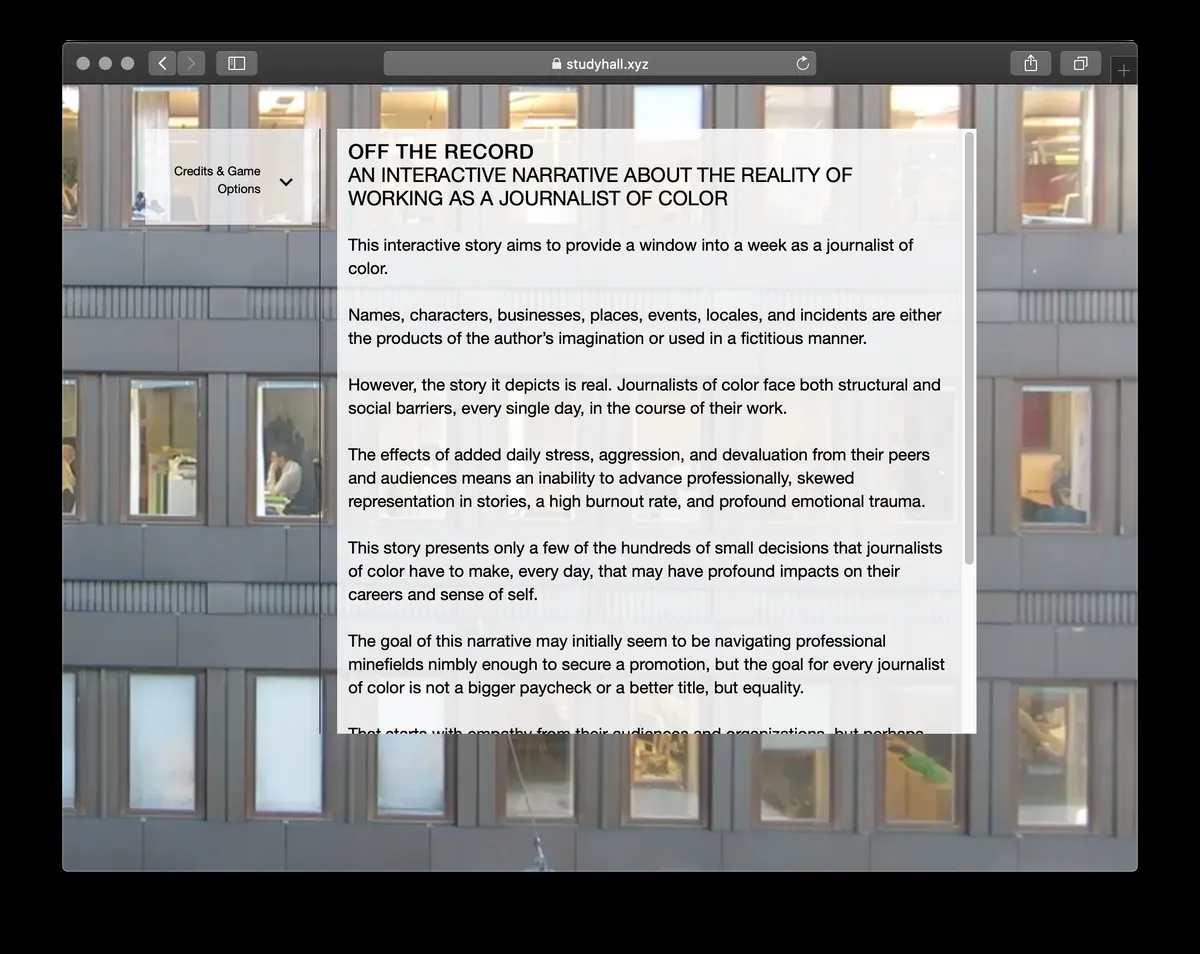 studyhall.xyz
Credits & Game
Options
OFF THE RECORD
AN INTERACTIVE NARRATIVE ABOUT THE REALITY OF
WORKING AS A JOURNALIST OF COLOR
This interactive story aims to provide a window into a week as a journalist of
color.
Names, characters, businesses, places, events, locales, and incidents are either
the products of the author’s imagination or used in a fictitious manner.
However, the story it depicts is real. Journalists of color face both structural and
social barriers, every single day, in the course of their work.
The effects of added daily stress, aggression, and devaluation from their peers
and audiences means an inability to advance professionally, skewed
representation in stories, a high burnout rate, and profound emotional trauma.
This story presents only a few of the hundreds of small decisions that journalists
of color have to make, every day, that may have profound impacts on their
careers and sense of self.
The goal of this narrative may initially seem to be navigating professional
minefields nimbly enough to secure a promotion, but the goal for every journalist
of color is not a bigger paycheck or a better title, but equality.
That starts with empathy from their audiences and organizations, but perhaps